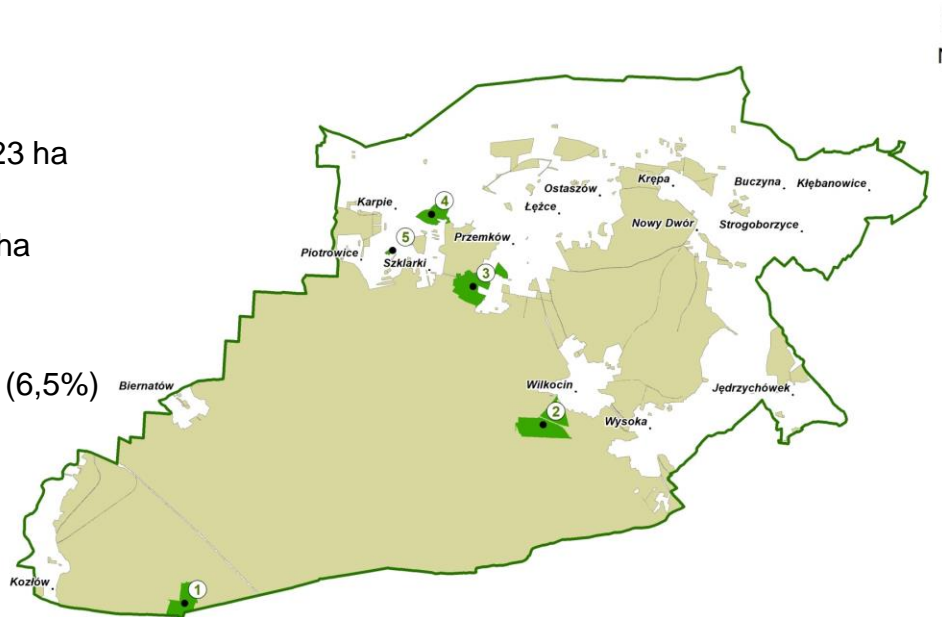 23 ha
ha
(6,5%)
Krępa
Buczyna
Kłębanowice
Ostaszów
Karpie
4
Łężce
Nowy Dwór
Strogoborzyce
5
Przemków
Piotrowice
Szklarki
3
Biernatów
Wilkocin
Jędrzychówek
2
Wysoka
Kozłów
1